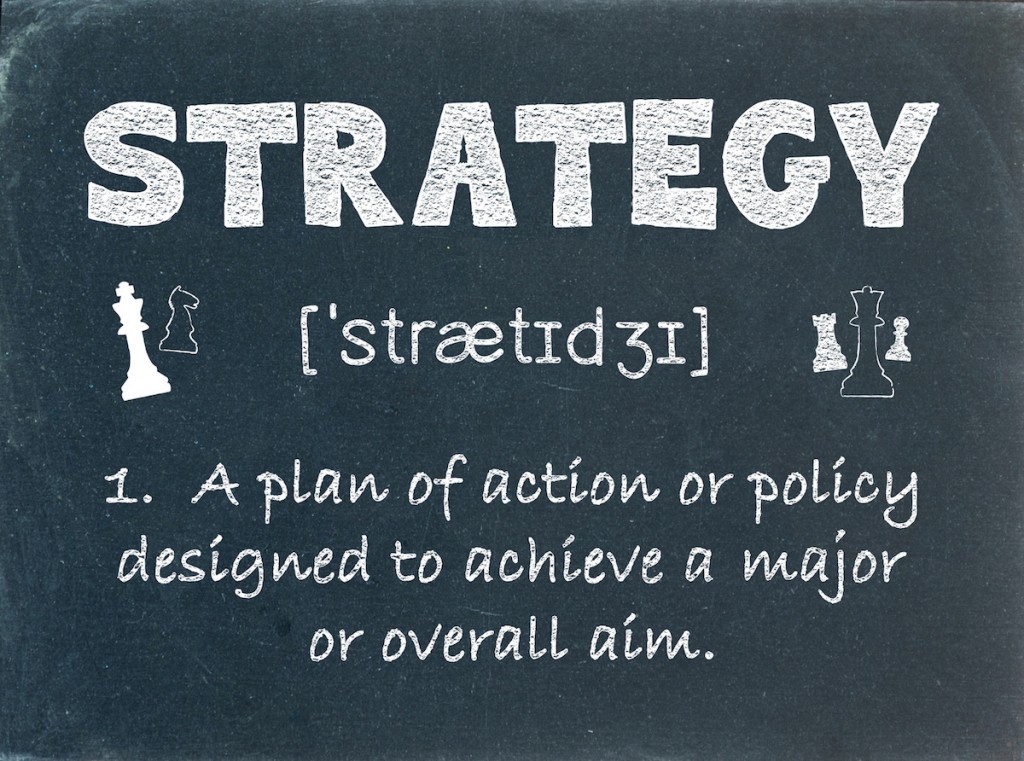 STRATEGY
[ˈstrætɪdʒɪ]
1. A plan of action or policy
designed to achieve a major
or overall aim.